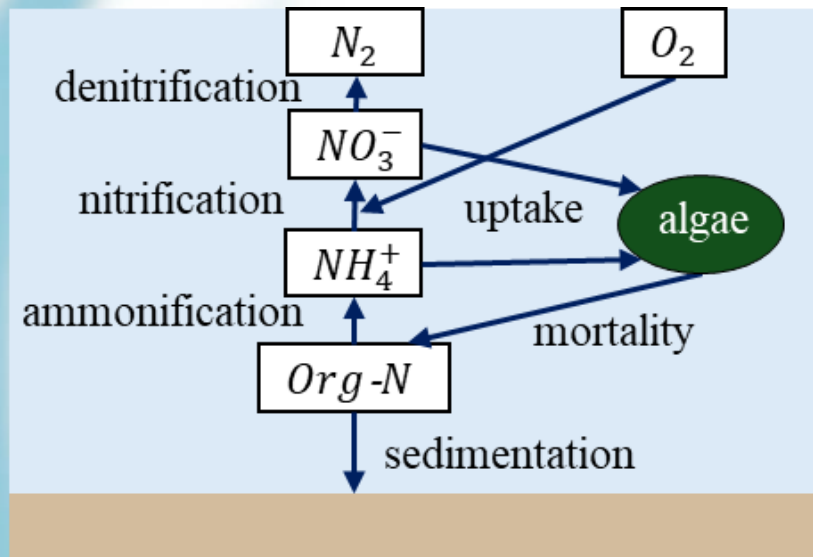 N₂
O₂
denitrification
NO₃⁻
nitrification
uptake
algae
NH₄⁺
ammonification
mortality
Org-N
sedimentation